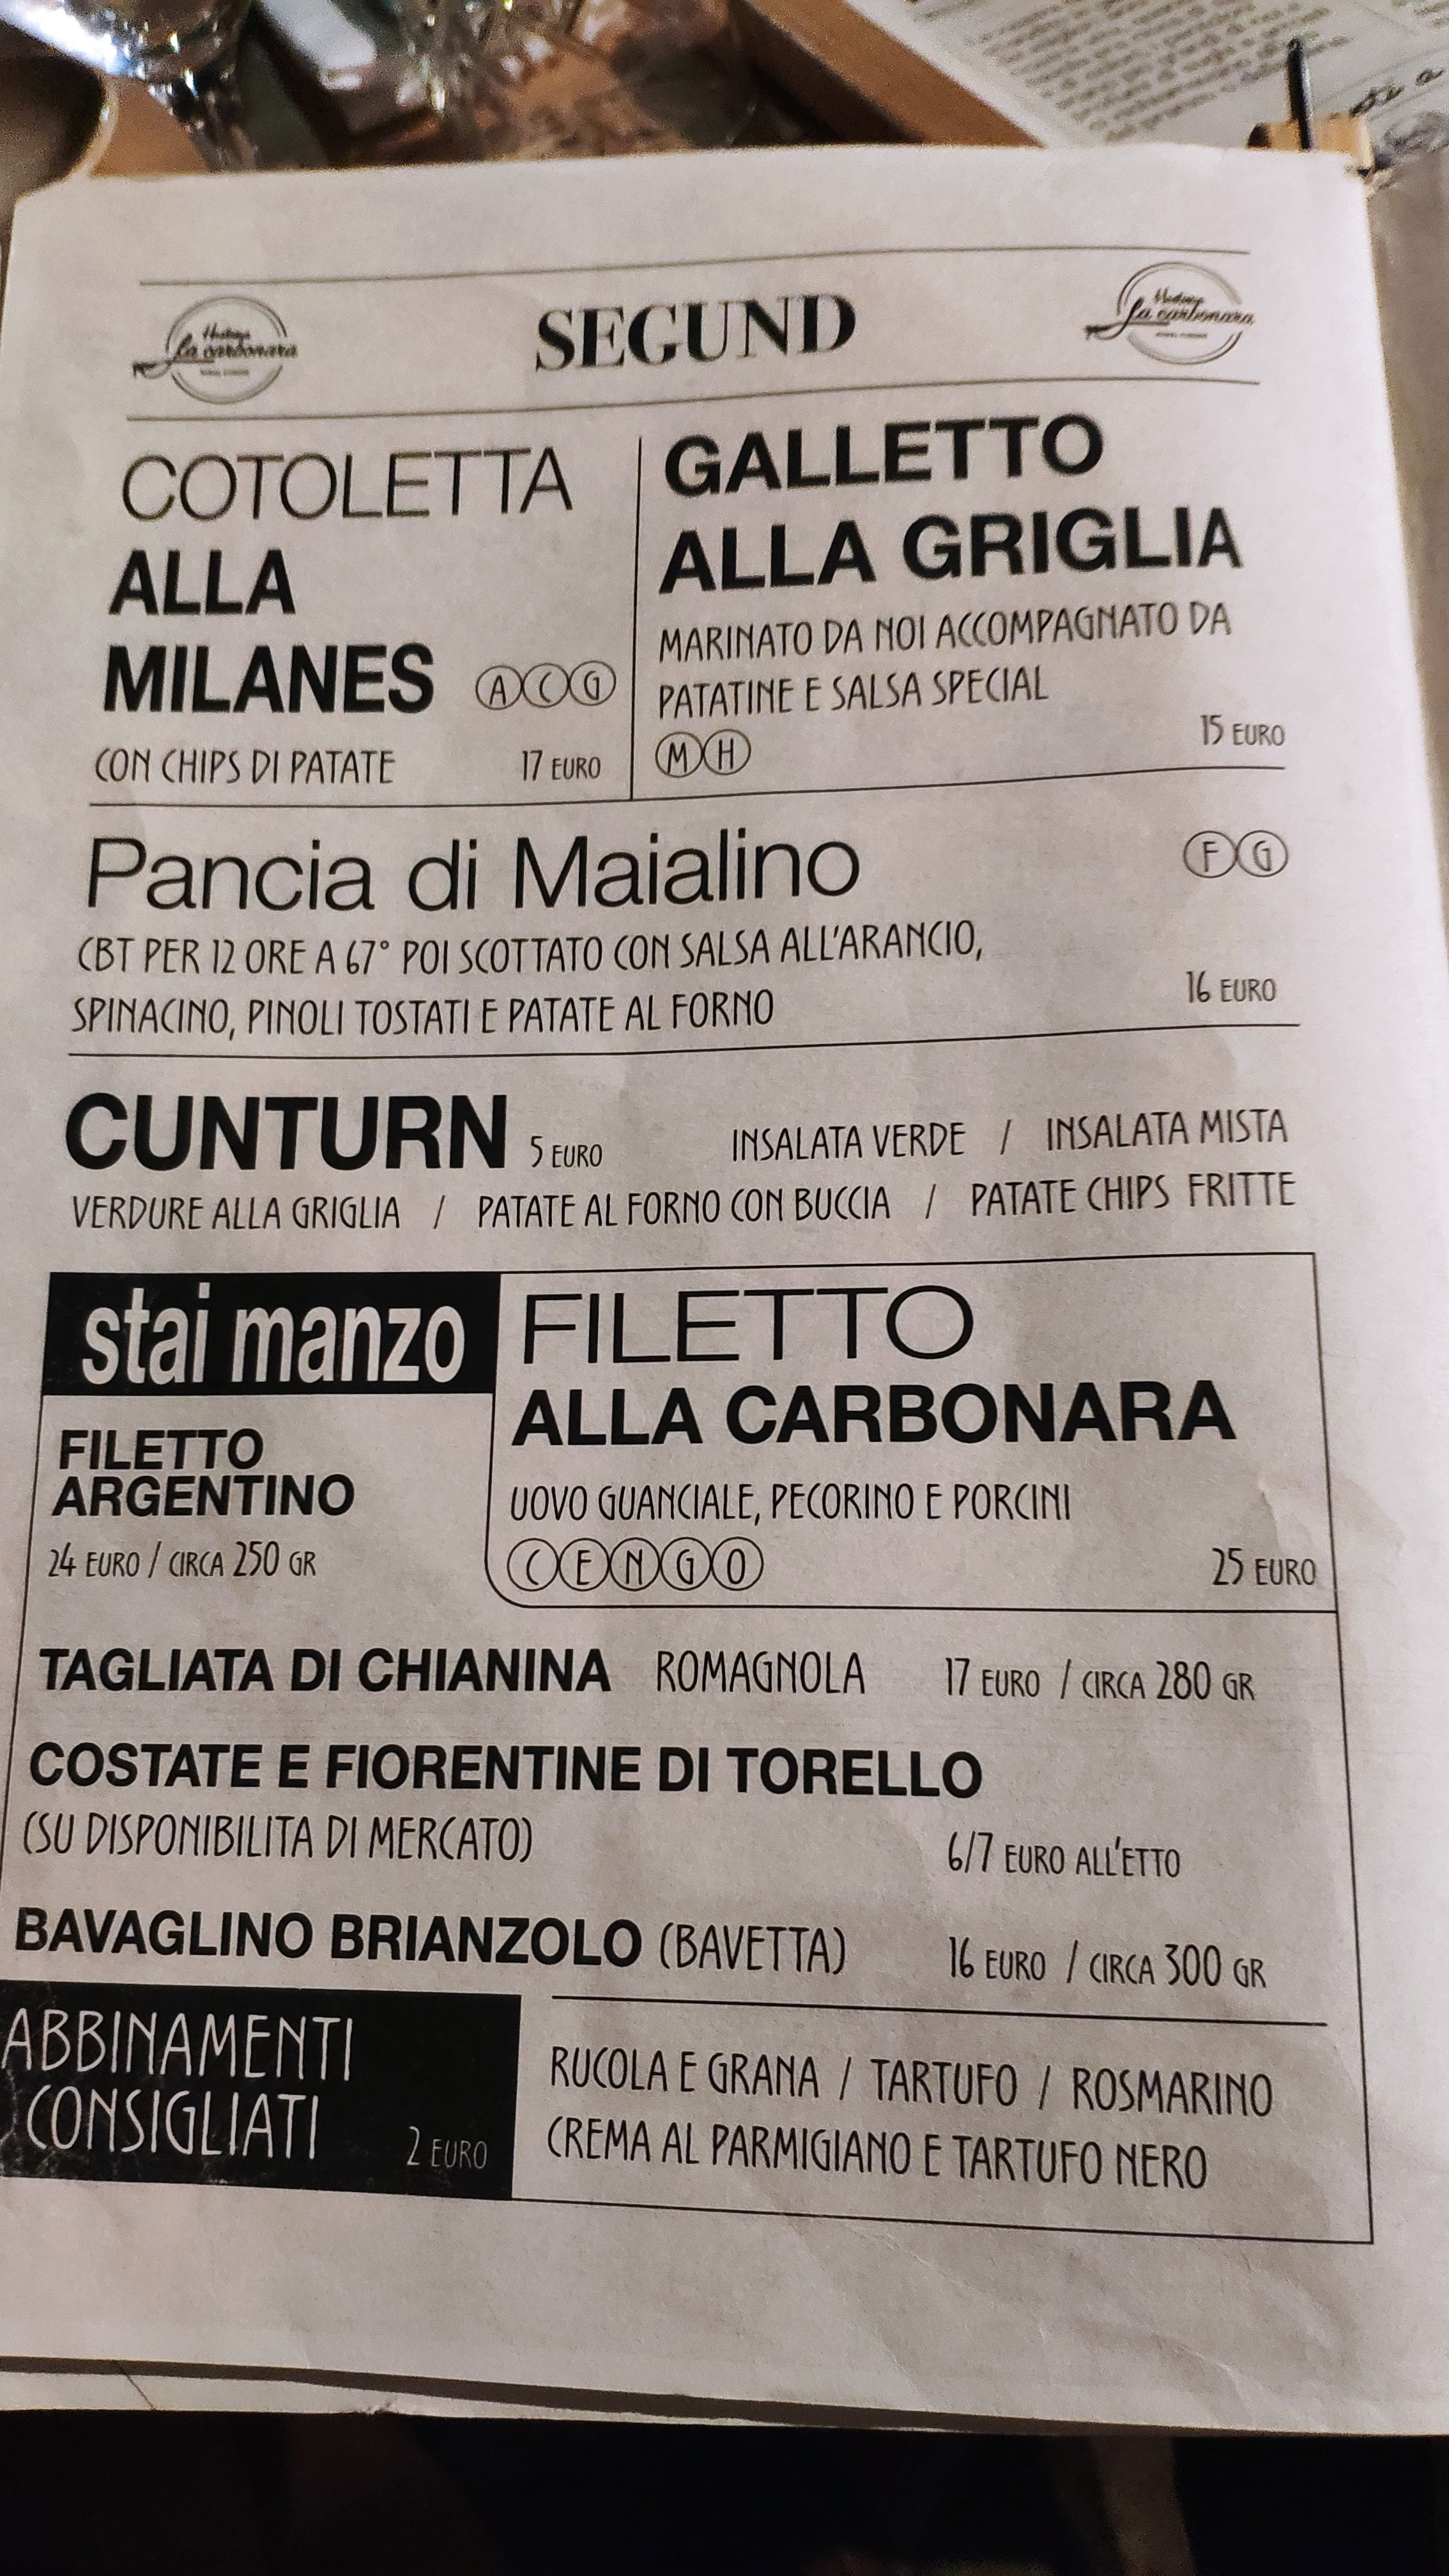 Hostaria
La carbonara
SEGUND
Hostaria
La carbonara
COTOLETTA
ALLA
MILANES A C G
CON CHIPS DI PATATE 17 EURO
GALLETTO
ALLA GRIGLIA
MARINATO DA NOI ACCOMPAGNATO DA
PATATINE E SALSA SPECIAL
M H 15 EURO
Pancia di Maialino F G
CBT PER 12 ORE A 67° POI SCOTTATO CON SALSA ALL'ARANCIO,
SPINACINO, PINOLI TOSTATI E PATATE AL FORNO 16 EURO
CUNTURN 5 EURO INSALATA VERDE / INSALATA MISTA
VERDURE ALLA GRIGLIA / PATATE AL FORNO CON BUCCIA / PATATE CHIPS FRITTE
stai manzo
FILETTO
ARGENTINO
24 EURO / CIRCA 250 GR
FILETTO
ALLA CARBONARA
UOVO GUANCIALE, PECORINO E PORCINI
C E N G O 25 EURO
TAGLIATA DI CHIANINA ROMAGNOLA 17 EURO / CIRCA 280 GR
COSTATE E FIORENTINE DI TORELLO
(SU DISPONIBILITA DI MERCATO) 6/7 EURO ALL'ETTO
BAVAGLINO BRIANZOLO (BAVETTA) 16 EURO / CIRCA 300 GR
ABBINAMENTI
CONSIGLIATI 2 EURO
RUCOLA E GRANA / TARTUFO / ROSMARINO
CREMA AL PARMIGIANO E TARTUFO NERO